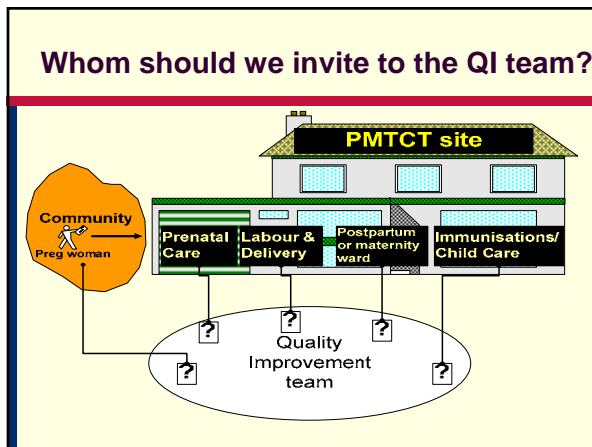 Whom should we invite to the QI team?
PMTCT site
Community
Preg woman
Prenatal
Care
Labour &
Delivery
Postpartum
or maternity
ward
Immunisations/
Child Care
?
?
?
?
?
Quality
Improvement
team